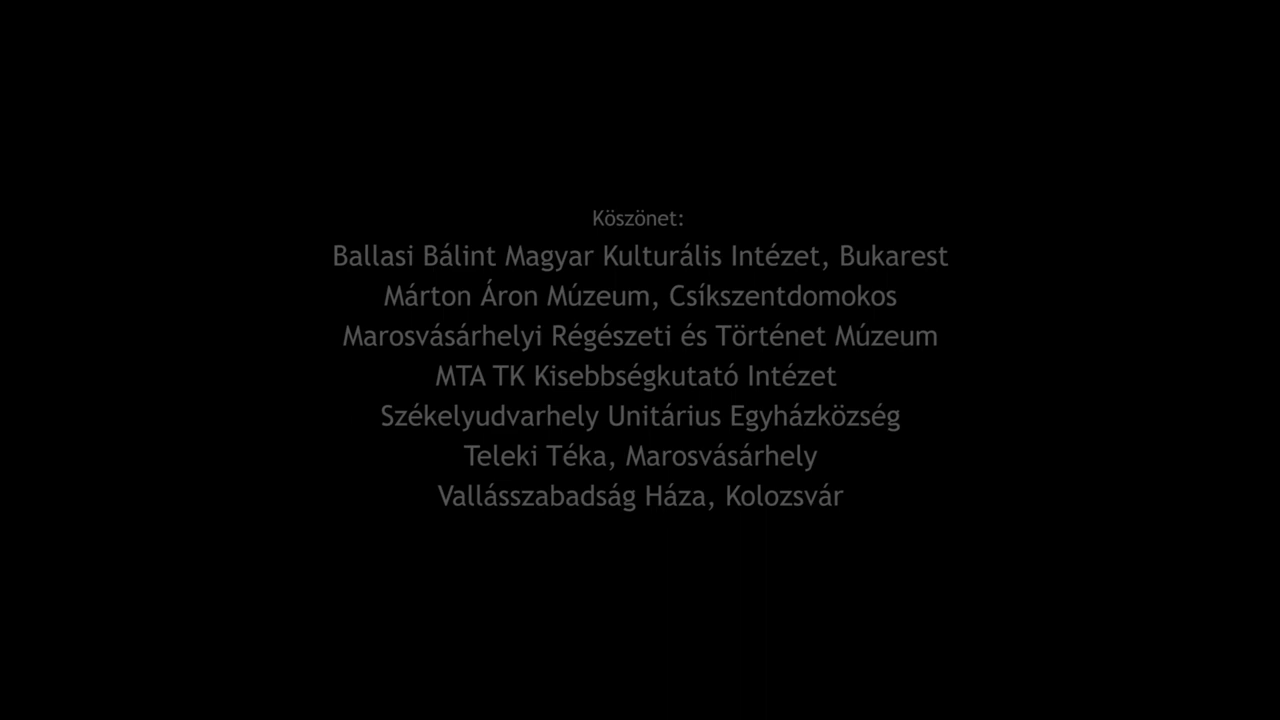 Köszönet:
Ballasi Bálint Magyar Kulturális Intézet, Bukarest
Márton Áron Múzeum, Csíkszentdomokos
Marosvásárhelyi Régészeti és Történet Múzeum
MTA TK Kisebbségkutató Intézet
Székelyudvarhely Unitárius Egyházközség
Teleki Téka, Marosvásárhely
Vallásszabadság Háza, Kolozsvár